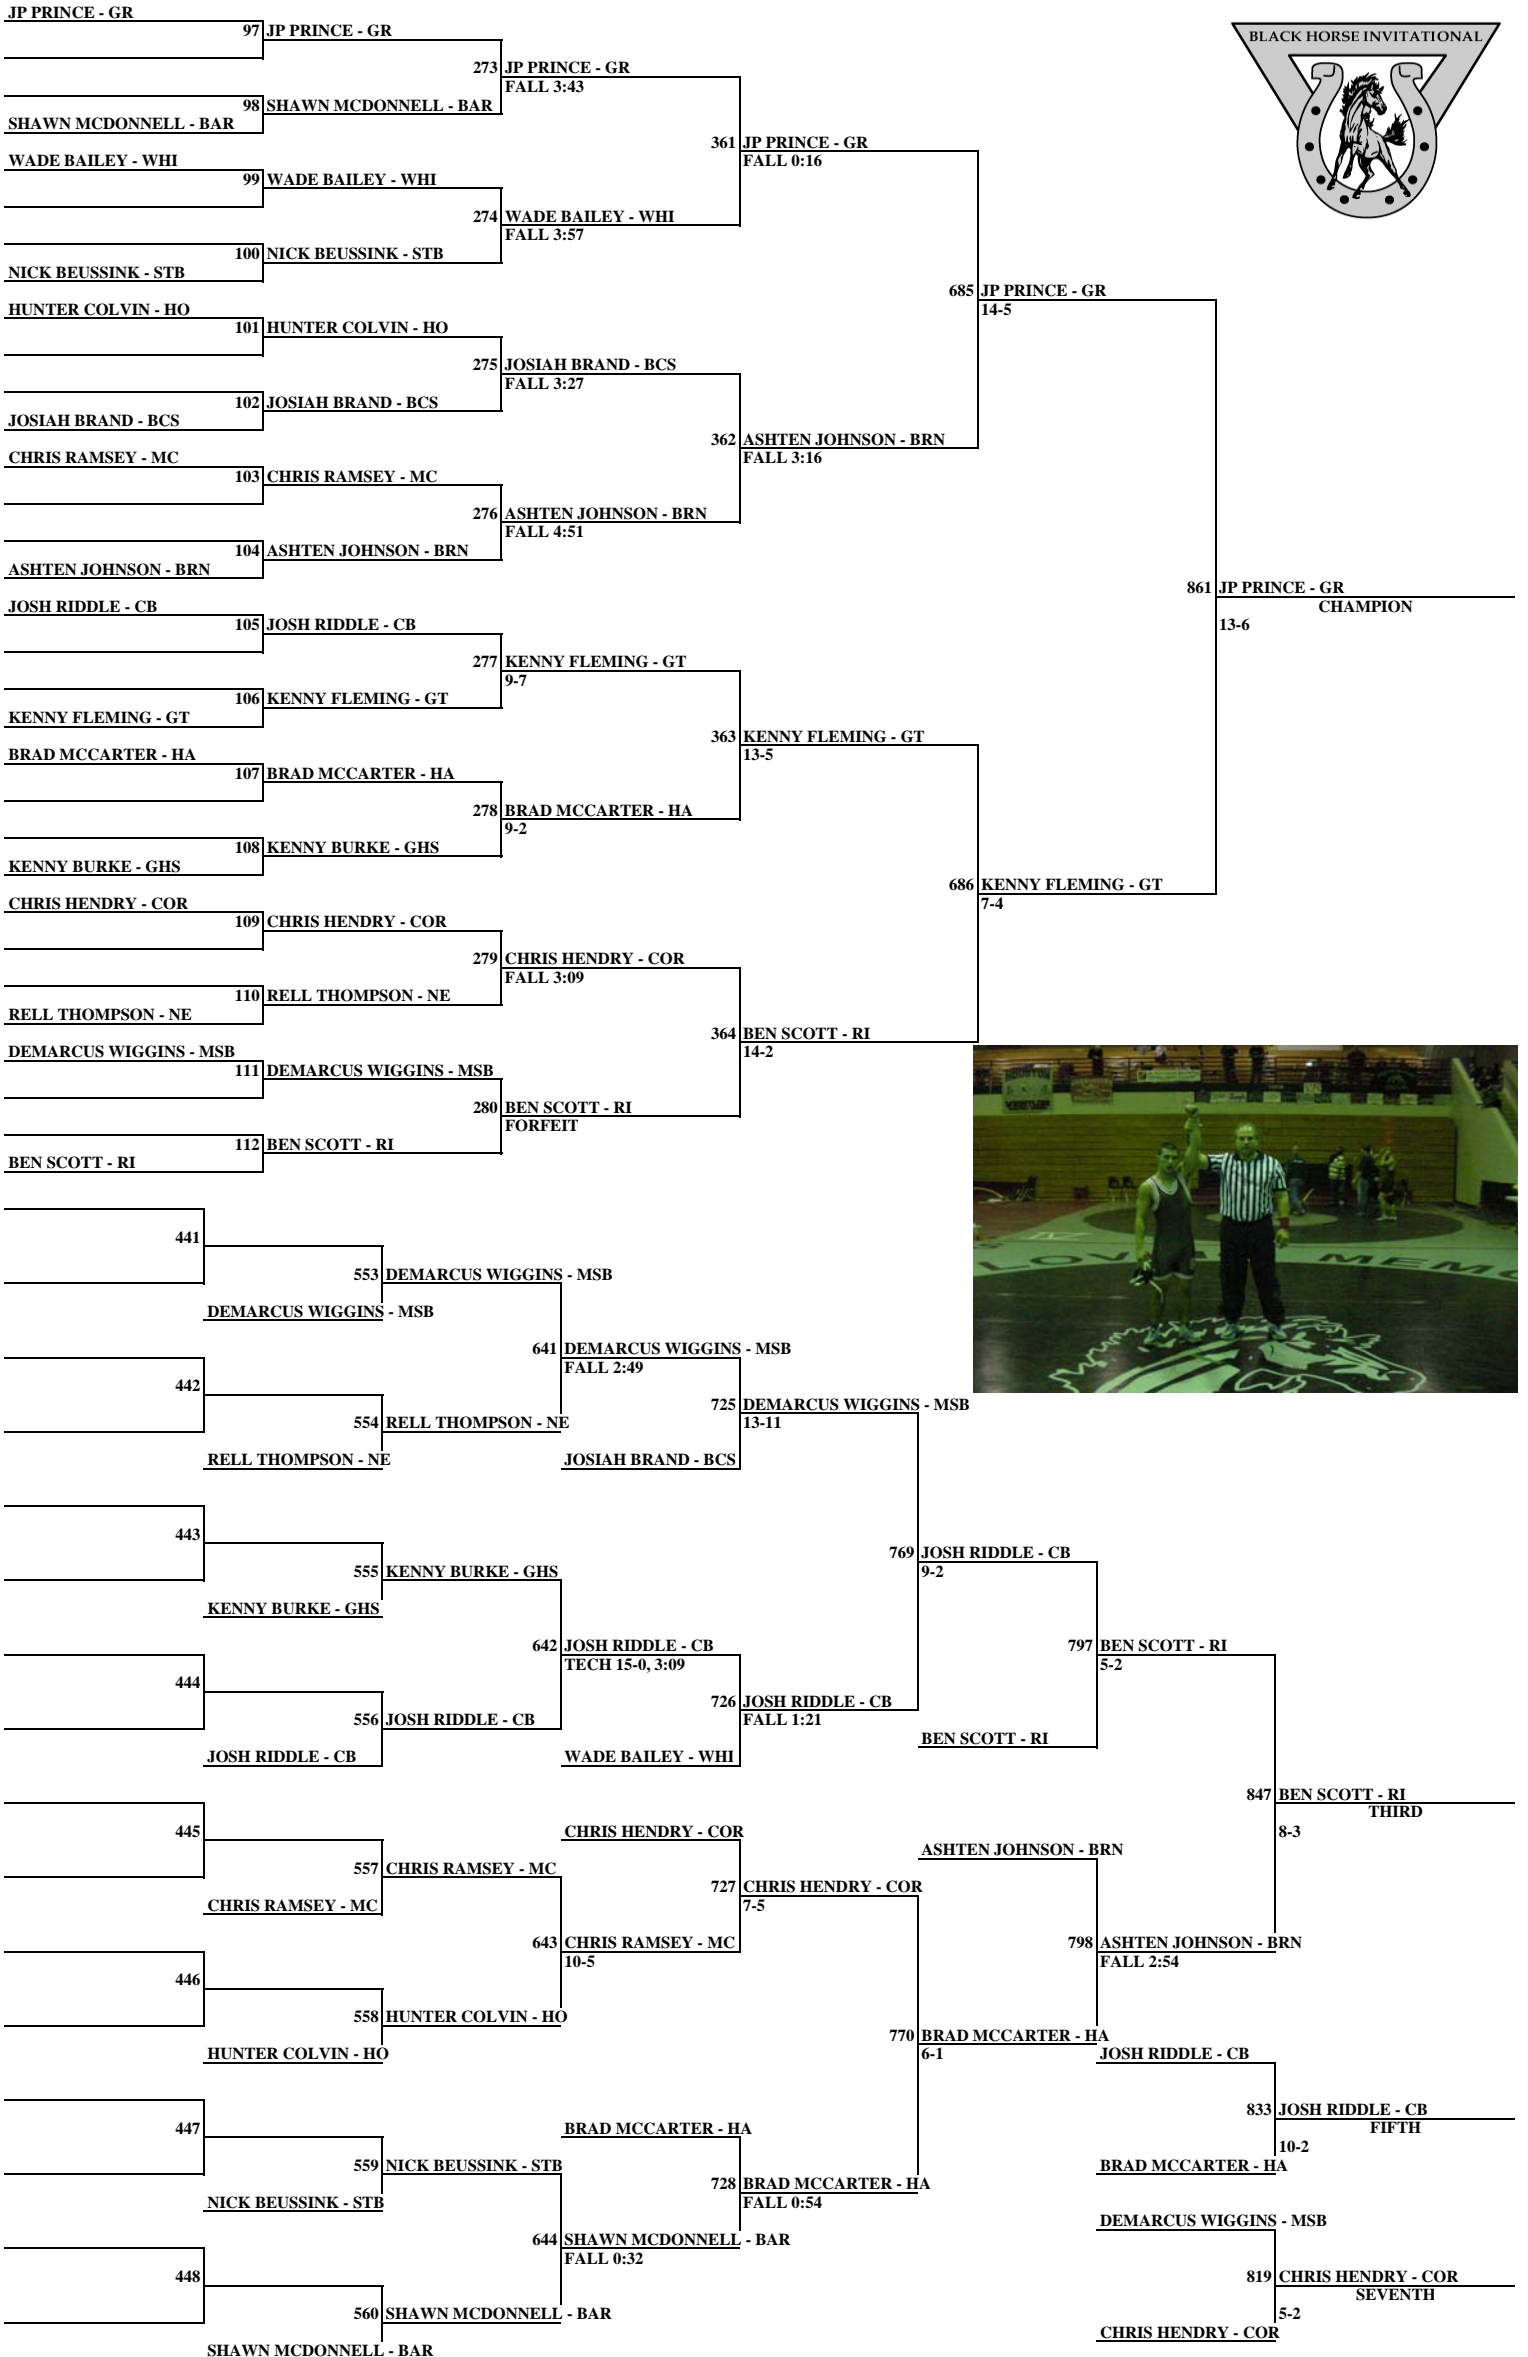 BLACK HORSE INVITATIONAL
JP PRINCE - GR
97 JP PRINCE - GR
273 JP PRINCE - GR
FALL 3:43
98 SHAWN MCDONNELL - BAR
SHAWN MCDONNELL - BAR
361 JP PRINCE - GR
FALL 0:16
WADE BAILEY - WHI
99 WADE BAILEY - WHI
274 WADE BAILEY - WHI
FALL 3:57
100 NICK BEUSSINK - STB
NICK BEUSSINK - STB
685 JP PRINCE - GR
14-5
HUNTER COLVIN - HO
101 HUNTER COLVIN - HO
275 JOSIAH BRAND - BCS
FALL 3:27
102 JOSIAH BRAND - BCS
JOSIAH BRAND - BCS
362 ASHTEN JOHNSON - BRN
FALL 3:16
CHRIS RAMSEY - MC
103 CHRIS RAMSEY - MC
276 ASHTEN JOHNSON - BRN
FALL 4:51
104 ASHTEN JOHNSON - BRN
ASHTEN JOHNSON - BRN
861 JP PRINCE - GR
CHAMPION
13-6
JOSH RIDDLE - CB
105 JOSH RIDDLE - CB
277 KENNY FLEMING - GT
9-7
106 KENNY FLEMING - GT
KENNY FLEMING - GT
363 KENNY FLEMING - GT
13-5
BRAD MCCARTER - HA
107 BRAD MCCARTER - HA
278 BRAD MCCARTER - HA
9-2
108 KENNY BURKE - GHS
KENNY BURKE - GHS
686 KENNY FLEMING - GT
7-4
CHRIS HENDRY - COR
109 CHRIS HENDRY - COR
279 CHRIS HENDRY - COR
FALL 3:09
110 RELL THOMPSON - NE
RELL THOMPSON - NE
364 BEN SCOTT - RI
14-2
DEMARCUS WIGGINS - MSB
111 DEMARCUS WIGGINS - MSB
280 BEN SCOTT - RI
FORFEIT
112 BEN SCOTT - RI
BEN SCOTT - RI
441
553 DEMARCUS WIGGINS - MSB
DEMARCUS WIGGINS - MSB
641 DEMARCUS WIGGINS - MSB
FALL 2:49
442
554 RELL THOMPSON - NE
RELL THOMPSON - NE
725 DEMARCUS WIGGINS - MSB
13-11
JOSIAH BRAND - BCS
443
555 KENNY BURKE - GHS
KENNY BURKE - GHS
769 JOSH RIDDLE - CB
9-2
642 JOSH RIDDLE - CB
TECH 15-0, 3:09
444
556 JOSH RIDDLE - CB
JOSH RIDDLE - CB
726 JOSH RIDDLE - CB
FALL 1:21
WADE BAILEY - WHI
797 BEN SCOTT - RI
5-2
BEN SCOTT - RI
847 BEN SCOTT - RI
THIRD
8-3
445
557 CHRIS RAMSEY - MC
CHRIS RAMSEY - MC
CHRIS HENDRY - COR
727 CHRIS HENDRY - COR
7-5
643 CHRIS RAMSEY - MC
10-5
ASHTEN JOHNSON - BRN
798 ASHTEN JOHNSON - BRN
FALL 2:54
446
558 HUNTER COLVIN - HO
HUNTER COLVIN - HO
770 BRAD MCCARTER - HA
6-1
JOSH RIDDLE - CB
833 JOSH RIDDLE - CB
FIFTH
10-2
BRAD MCCARTER - HA
447
559 NICK BEUSSINK - STB
NICK BEUSSINK - STB
BRAD MCCARTER - HA
728 BRAD MCCARTER - HA
FALL 0:54
644 SHAWN MCDONNELL - BAR
FALL 0:32
448
560 SHAWN MCDONNELL - BAR
SHAWN MCDONNELL - BAR
DEMARCUS WIGGINS - MSB
819 CHRIS HENDRY - COR
SEVENTH
5-2
CHRIS HENDRY - COR